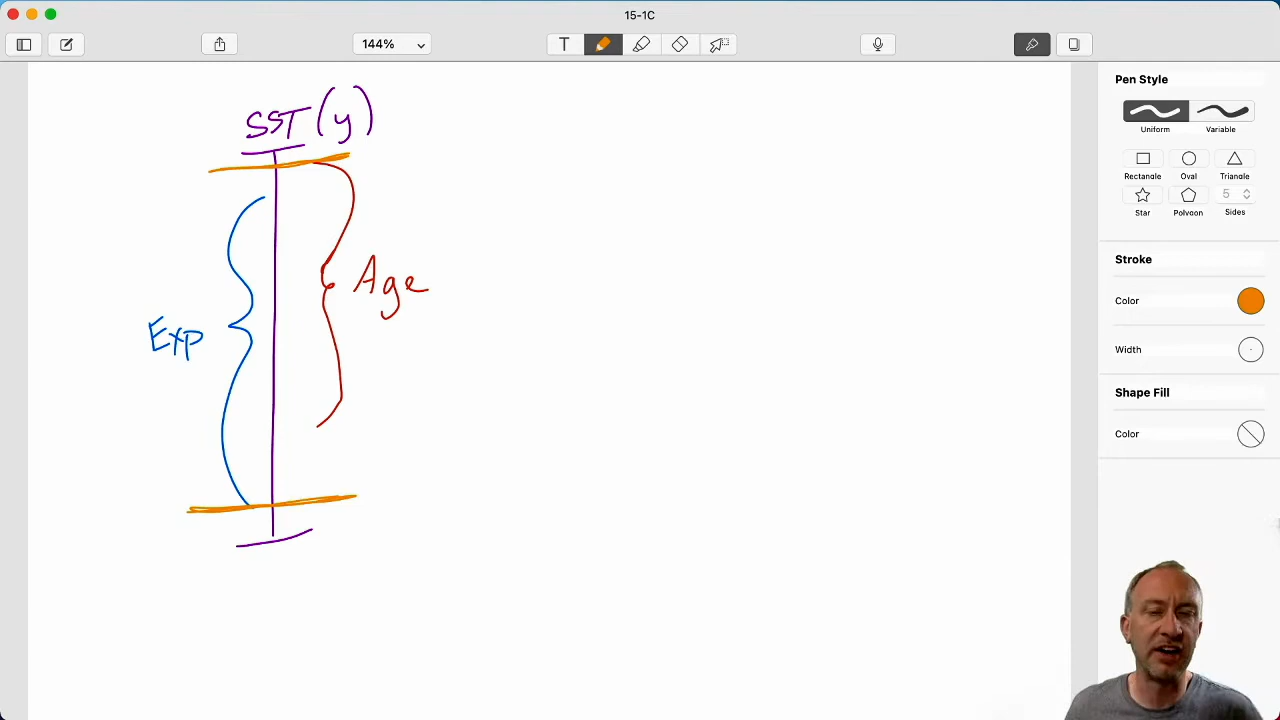 15-1C
144%
T
Pen Style
Uniform
Variable
Rectangle
Oval
Triangle
5
Star
Polygon
Sides
Stroke
Color
Width
Shape Fill
Color
SST(y)
Age
Exp